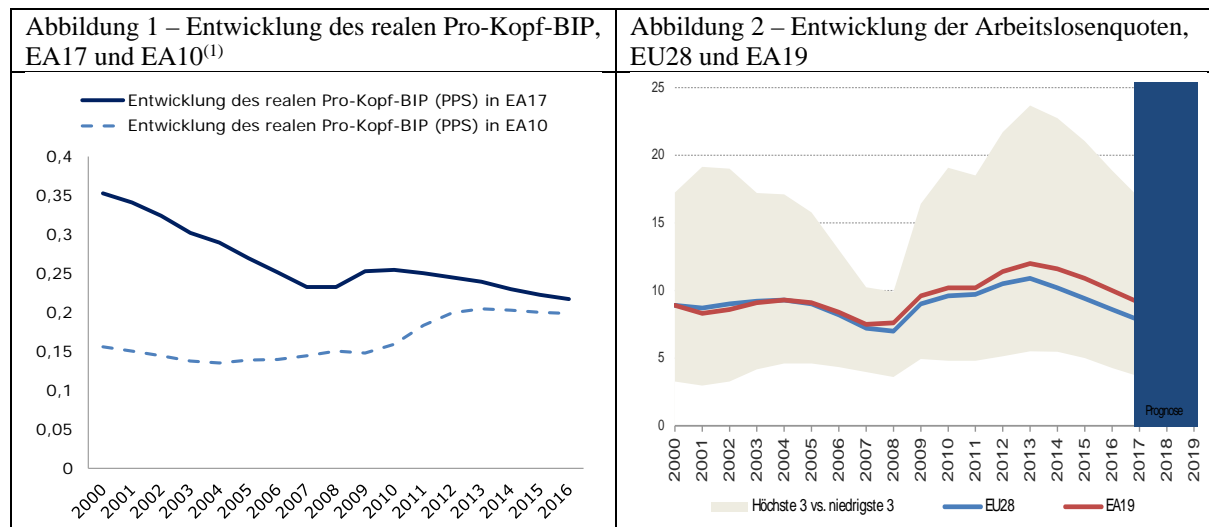 Abbildung 1 – Entwicklung des realen Pro-Kopf-BIP,
EA17 und EA10(1)
Entwicklung des realen Pro-Kopf-BIP (PPS) in EA17
Entwicklung des realen Pro-Kopf-BIP (PPS) in EA10
0,4
0,35
0,3
0,25
0,2
0,15
0,1
0,05
0
2000 2001 2002 2003 2004 2005 2006 2007 2008 2009 2010 2011 2012 2013 2014 2015 2016
Abbildung 2 – Entwicklung der Arbeitslosenquoten,
EU28 und EA19
25
20
15
10
5
0
Prognose
2000 2001 2002 2003 2004 2005 2006 2007 2008 2009 2010 2011 2012 2013 2014 2015 2016 2017 2018 2019
Höchste 3 vs. niedrigste 3 EU28 EA19